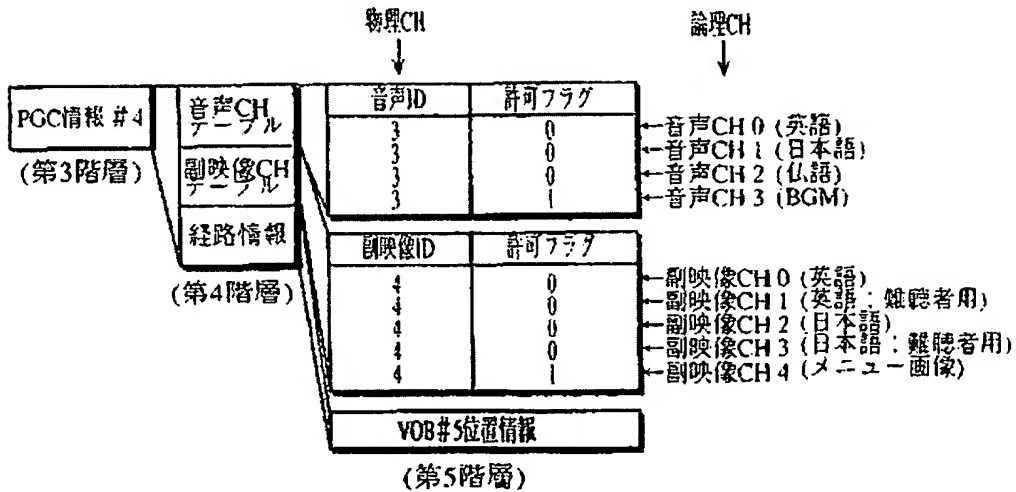 物理CH
論理CH
PGC情報 #4
(第3階層)
音声CH
テーブル
副映像CH
テーブル
経路情報
(第4階層)
音声ID 許可フラグ
3 0 音声CH 0 (英語)
3 0 音声CH 1 (日本語)
3 0 音声CH 2 (仏語)
3 1 音声CH 3 (BGM)
副映像ID 許可フラグ
4 0 副映像CH 0 (英語)
4 0 副映像CH 1 (英語:難聴者用)
4 0 副映像CH 2 (日本語)
4 0 副映像CH 3 (日本語:難聴者用)
4 1 副映像CH 4 (メニュー画像)
VOB#5位置情報
(第5階層)